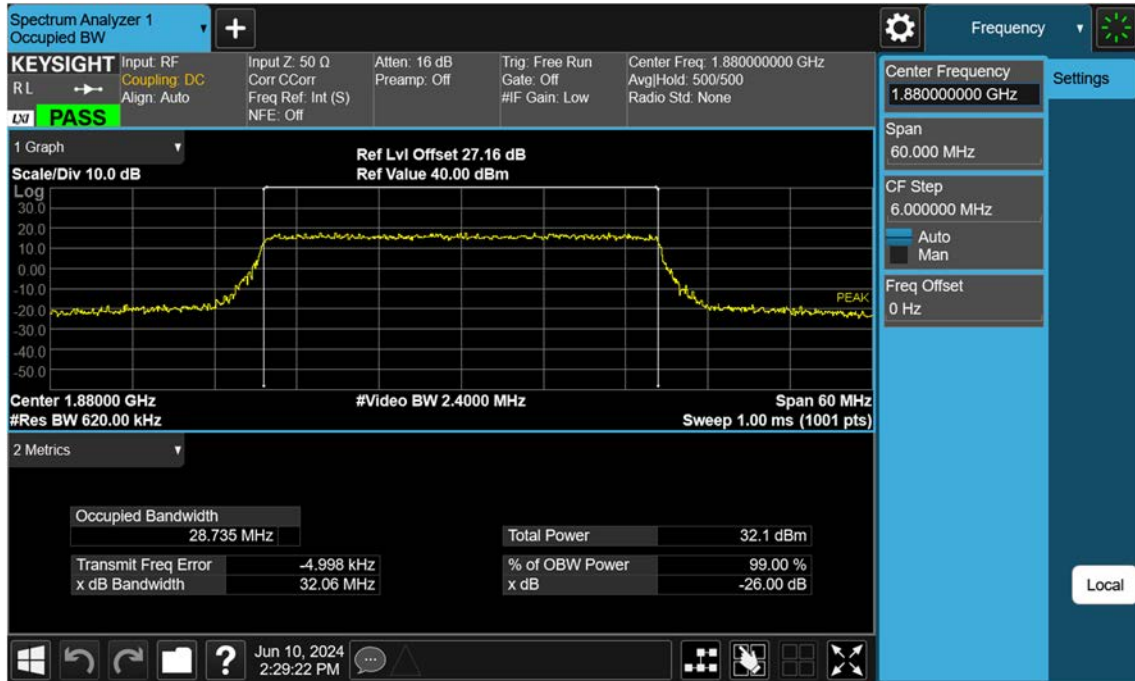 Spectrum Analyzer 1
Occupied BW
+
Frequency
KEYSIGHT
R L
LXI PASS
Input: RF
Coupling: DC
Align: Auto
Input Z: 50 Ω
Corr CCorr
Freq Ref: Int (S)
NFE: Off
Atten: 16 dB
Preamp: Off
Trig: Free Run
Gate: Off
#IF Gain: Low
Center Freq: 1.880000000 GHz
Avg|Hold: 500/500
Radio Std: None
Center Frequency
1.880000000 GHz
Settings
Span
60.000 MHz
CF Step
6.000000 MHz
Auto
Man
Freq Offset
0 Hz
Local
1 Graph
Scale/Div 10.0 dB
Ref Lvl Offset 27.16 dB
Ref Value 40.00 dBm
Log
30.0
20.0
10.0
0.00
-10.0
-20.0
-30.0
-40.0
-50.0
PEAK
Center 1.88000 GHz
#Video BW 2.4000 MHz
Span 60 MHz
#Res BW 620.00 kHz
Sweep 1.00 ms (1001 pts)
2 Metrics
Occupied Bandwidth
28.735 MHz
Total Power 32.1 dBm
Transmit Freq Error -4.998 kHz
% of OBW Power 99.00 %
x dB Bandwidth 32.06 MHz
x dB -26.00 dB
?
Jun 10, 2024
2:29:22 PM